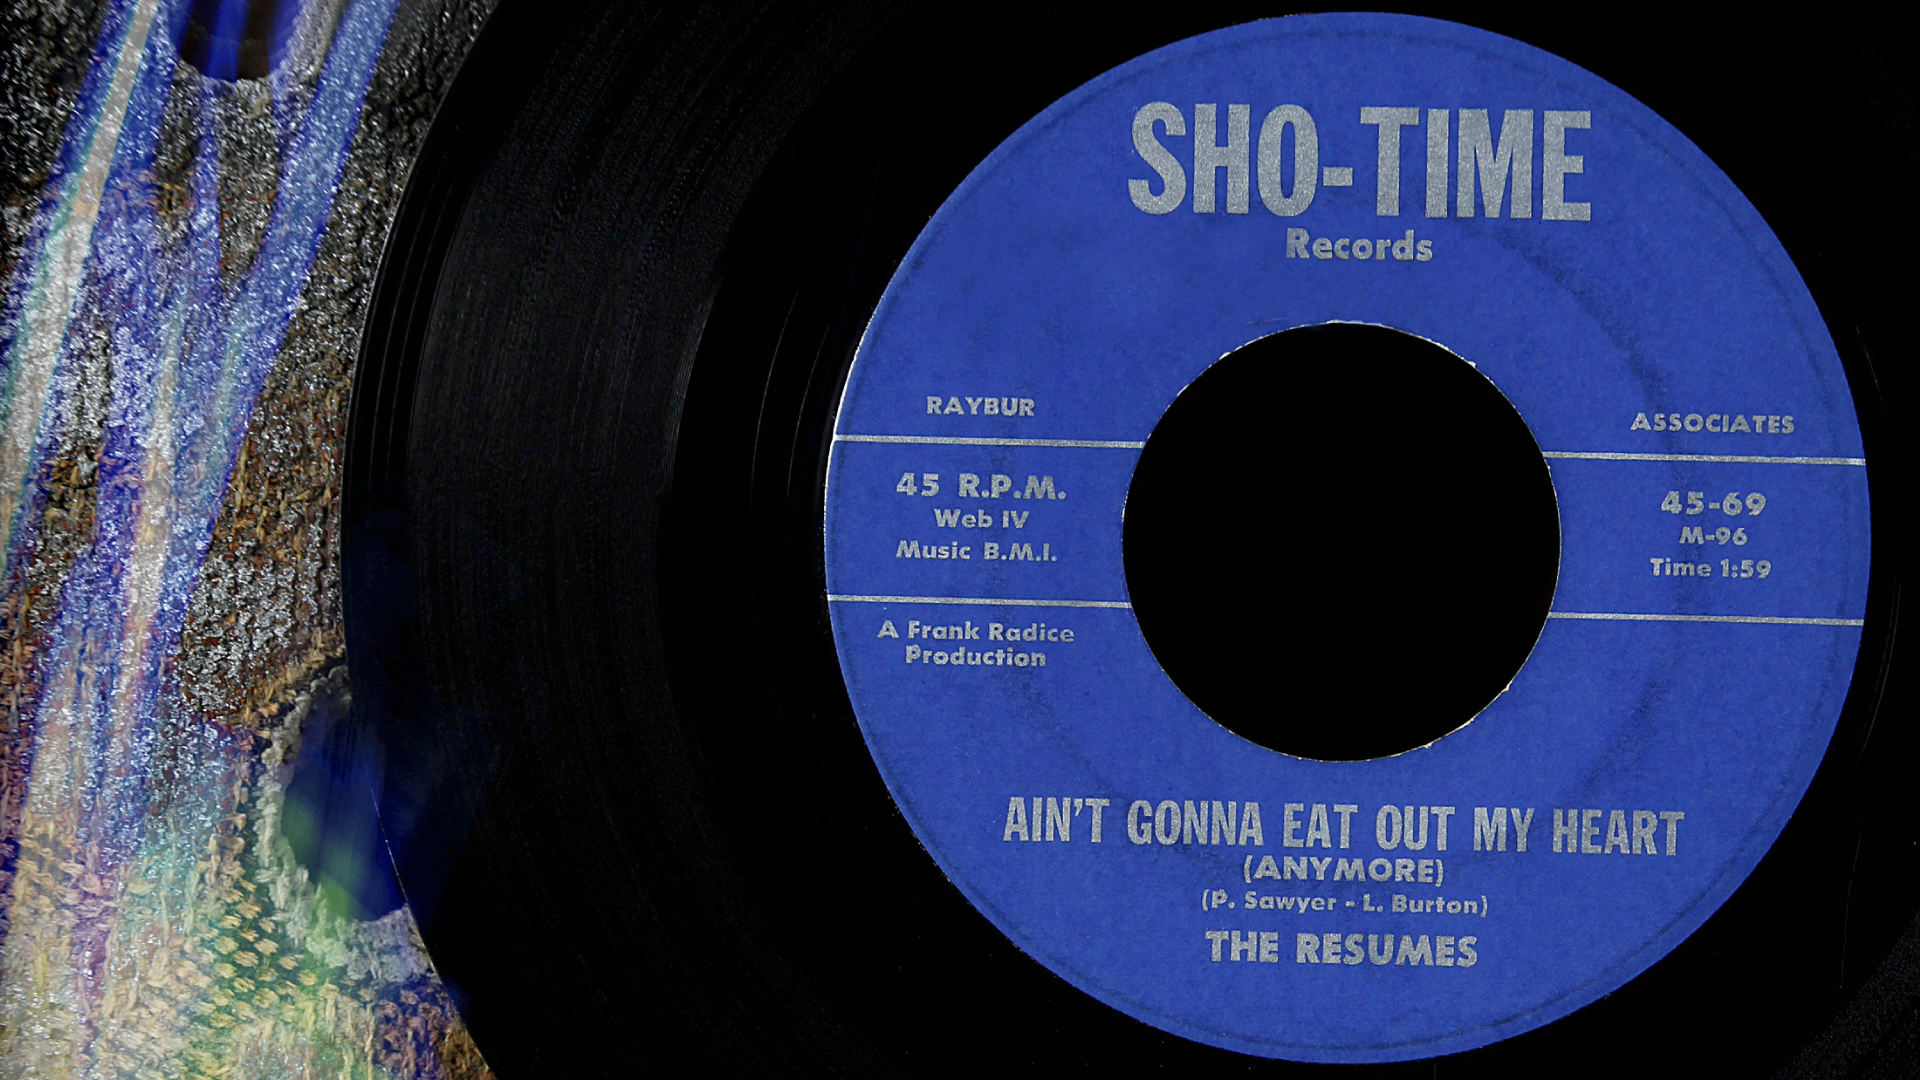 SHO-TIME
Records
RAYBUR
ASSOCIATES
45 R.P.M.
Web IV
Music B.M.I.
45-69
M-96
Time 1:59
A Frank Radice
Production
AIN'T GONNA EAT OUT MY HEART
(ANYMORE)
(P. Sawyer - L. Burton)
THE RESUMES